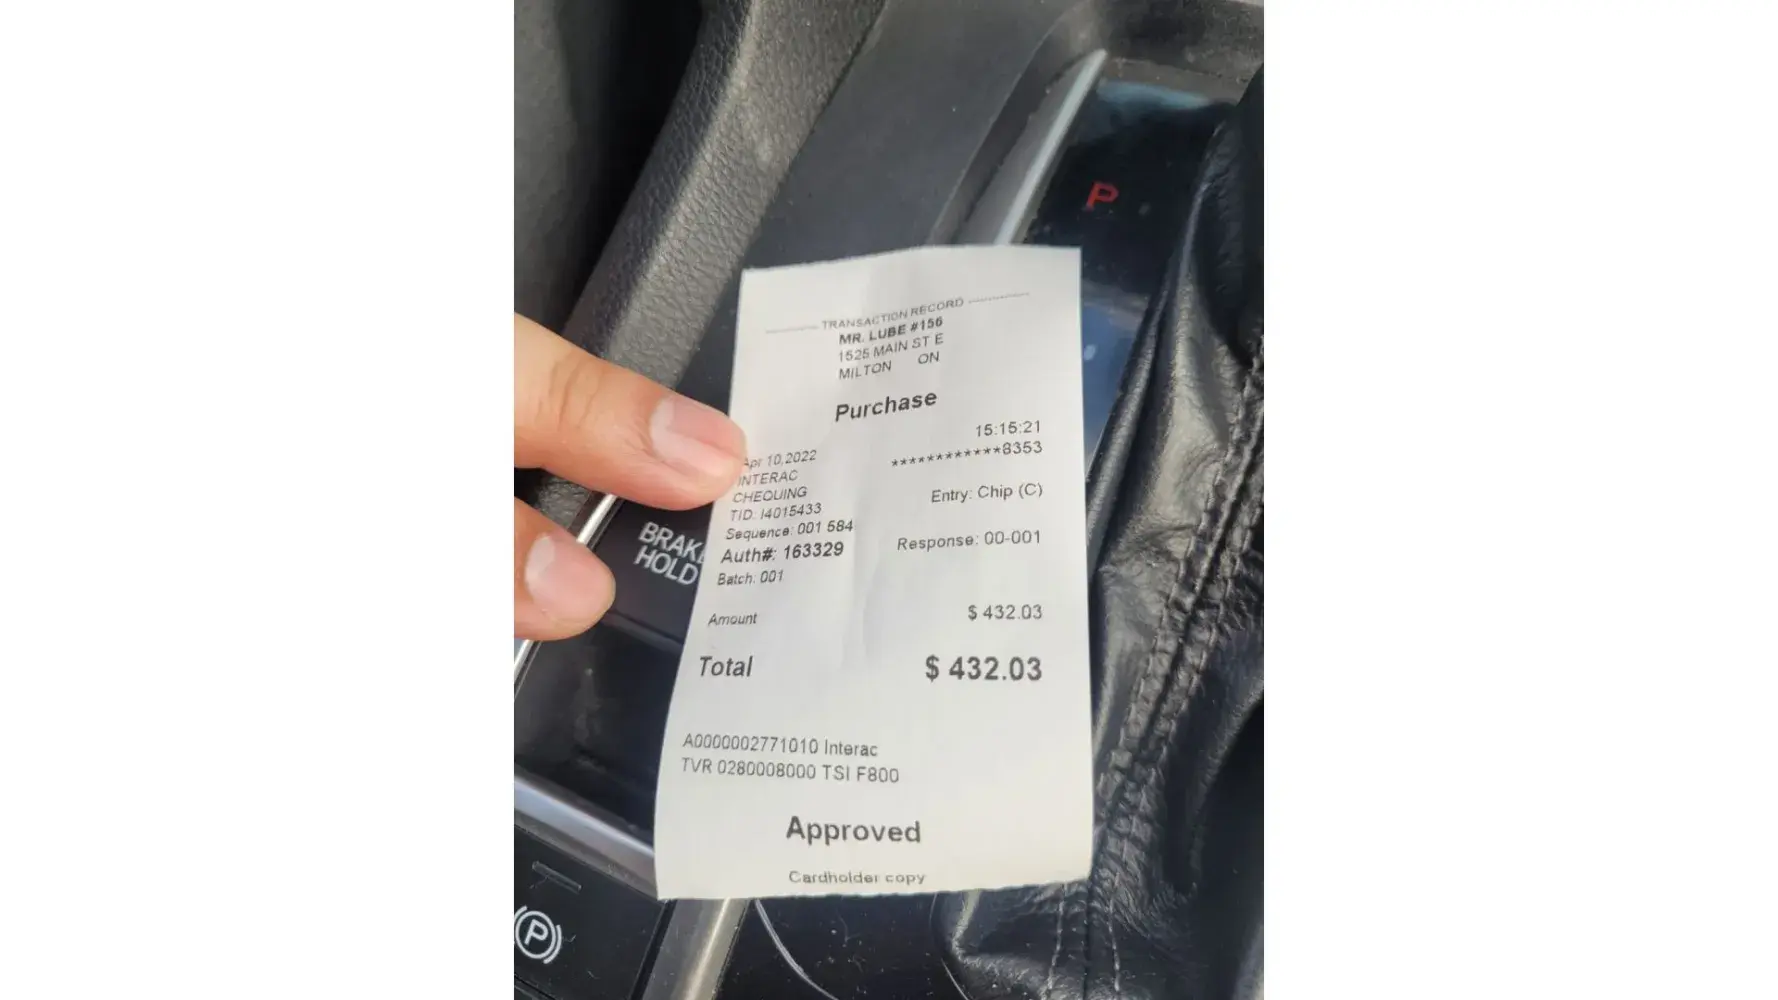 TRANSACTION RECORD
MR. LUBE #156
1525 MAIN ST E
MILTON ON
Purchase
15:15:21
Apr 10,2022 ************8353
INTERAC
CHEQUING Entry: Chip (C)
TID: I4015433
Sequence: 001 584
Auth#: 163329 Response: 00-001
Batch: 001
Amount $ 432.03
Total $ 432.03
A0000002771010 Interac
TVR 0280008000 TSI F800
Approved
Cardholder copy
P
BRAKE
HOLD
P